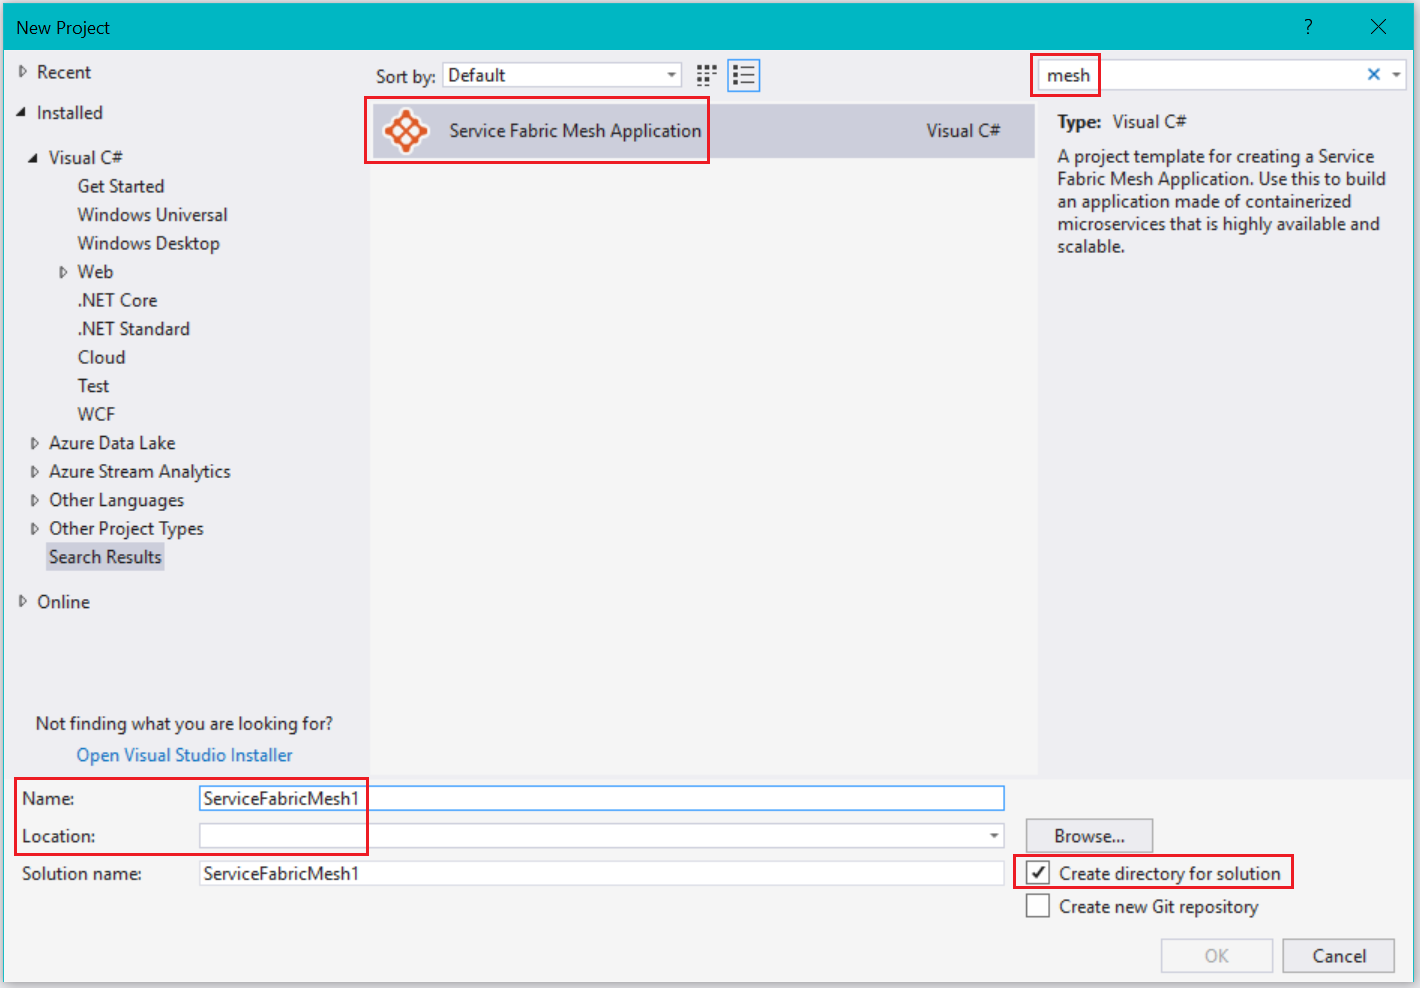 New Project
?
Recent
Installed
Visual C#
Get Started
Windows Universal
Windows Desktop
Web
.NET Core
.NET Standard
Cloud
Test
WCF
Azure Data Lake
Azure Stream Analytics
Other Languages
Other Project Types
Search Results
Online
Not finding what you are looking for?
Open Visual Studio Installer
Sort by: Default
Service Fabric Mesh Application Visual C#
mesh
Type: Visual C#
A project template for creating a Service
Fabric Mesh Application. Use this to build
an application made of containerized
microservices that is highly available and
scalable.
Name: ServiceFabricMesh1
Location:
Browse...
Solution name: ServiceFabricMesh1
Create directory for solution
Create new Git repository
OK Cancel